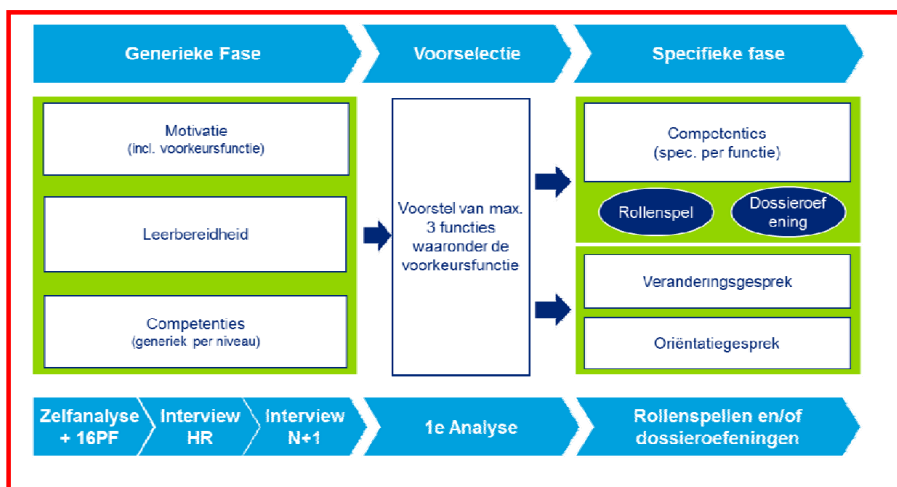 Generieke Fase
Voorselectie
Specifieke fase
Motivatie
(incl. voorkeursfunctie)
Leerbereidheid
Competenties
(generiek per niveau)
Voorstel van max.
3 functies
waaronder de
voorkeursfunctie
Competenties
(spec. per functie)
Rollenspel
Dossieroef
ening
Veranderingsgesprek
Oriëntatiegesprek
Zelfanalyse
+ 16PF
Interview
HR
Interview
N+1
1e Analyse
Rollenspellen en/of
dossieroefeningen